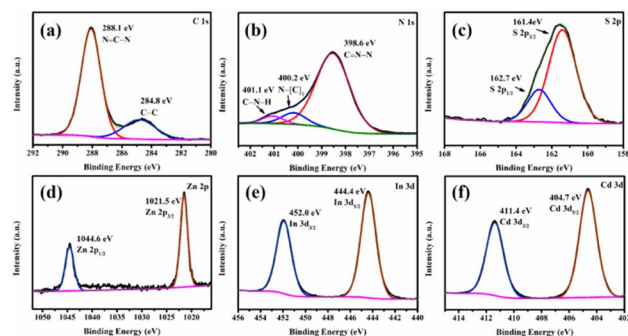 (a)
C 1s
288.1 eV
N=C-N
284.8 eV
C-C
Intensity (a.u.)
292 290 288 286 284 282 280
Binding Energy (eV)
(b)
N 1s
398.6 eV
C=N-N
400.2 eV
N-[C]3
401.1 eV
C-N-H
Intensity (a.u.)
402 401 400 399 398 397 396 395
Binding Energy (eV)
(c)
S 2p
161.4eV
S 2p3/2
162.7 eV
S 2p1/2
Intensity (a.u.)
168 166 164 162 160 158
Binding Energy (eV)
(d)
Zn 2p
1021.5 eV
Zn 2p3/2
1044.6 eV
Zn 2p1/2
Intensity (a.u.)
1050 1045 1040 1035 1030 1025 1020
Binding Energy (eV)
(e)
In 3d
444.4 eV
In 3d5/2
452.0 eV
In 3d3/2
Intensity (a.u.)
456 454 452 450 448 446 444 442 440
Binding Energy (eV)
(f)
Cd 3d
404.7 eV
Cd 3d5/2
411.4 eV
Cd 3d3/2
Intensity (a.u.)
414 412 410 408 406 404 402
Binding Energy (eV)